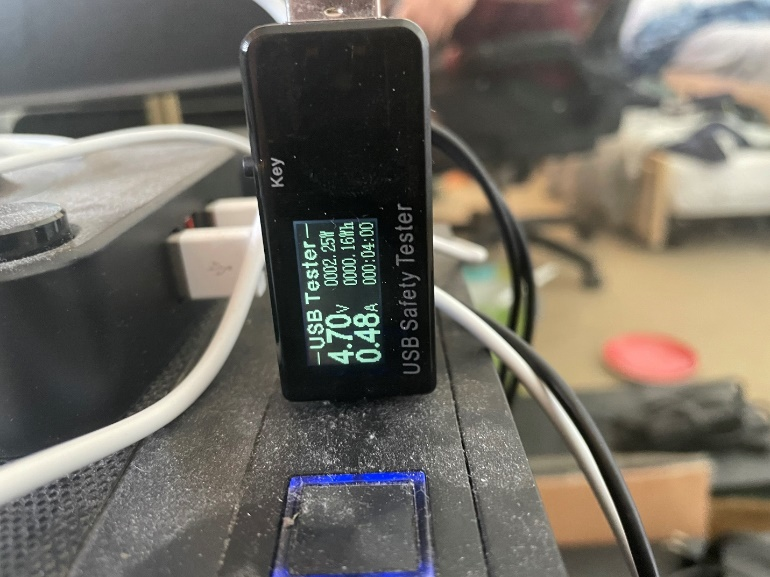 Key
—USB Tester—
4.70V 0002.25W
0.48A 0000.16Wh
000:04:00
USB Safety Tester